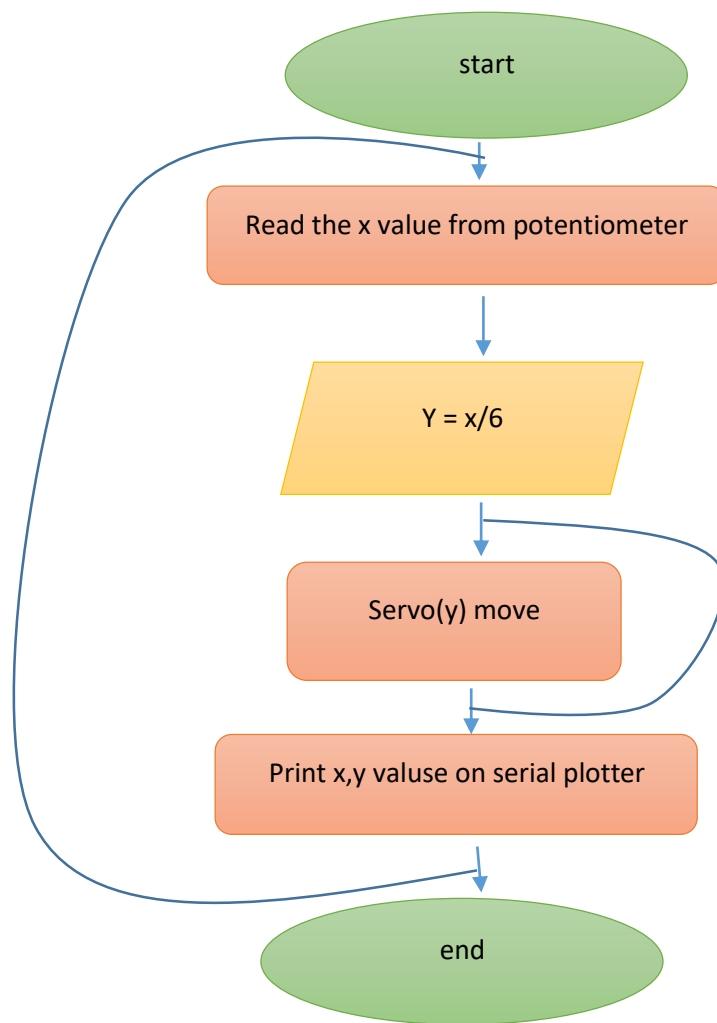 start
Read the x value from potentiometer
Y = x/6
Servo(y) move
Print x,y valuse on serial plotter
end